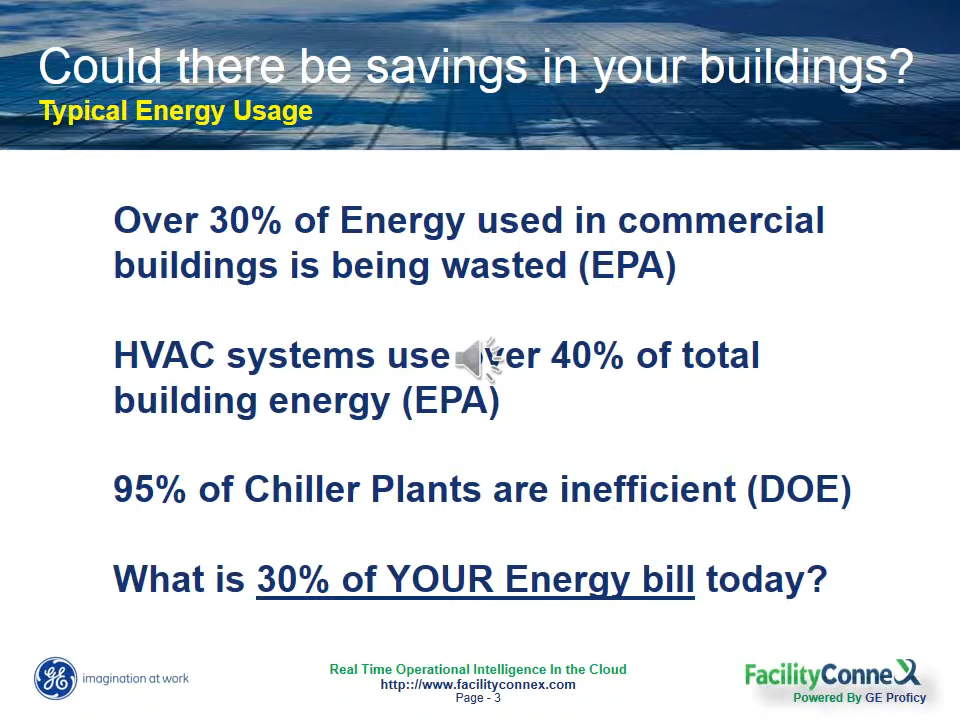 Could there be savings in your buildings?
Typical Energy Usage
Over 30% of Energy used in commercial
buildings is being wasted (EPA)
HVAC systems use over 40% of total
building energy (EPA)
95% of Chiller Plants are inefficient (DOE)
What is 30% of YOUR Energy bill today?
GE imagination at work
Real Time Operational Intelligence In the Cloud
http://www.facilityconnex.com
Page - 3
FacilityConneX
Powered By GE Proficy